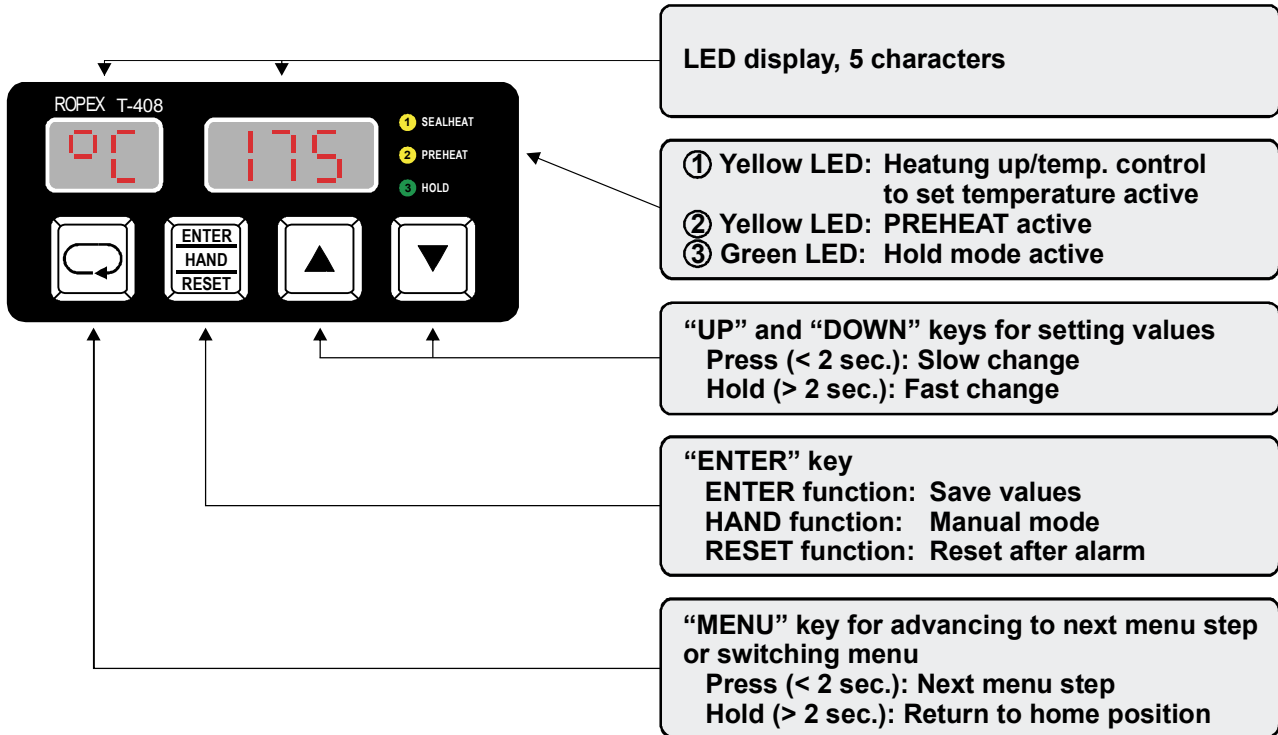 ROPEX T-408
°C 175
1 SEALHEAT
2 PREHEAT
3 HOLD
ENTER
HAND
RESET
LED display, 5 characters
① Yellow LED: Heatung up/temp. control
to set temperature active
② Yellow LED: PREHEAT active
③ Green LED: Hold mode active
“UP” and “DOWN” keys for setting values
Press (< 2 sec.): Slow change
Hold (> 2 sec.): Fast change
“ENTER” key
ENTER function: Save values
HAND function: Manual mode
RESET function: Reset after alarm
“MENU” key for advancing to next menu step
or switching menu
Press (< 2 sec.): Next menu step
Hold (> 2 sec.): Return to home position